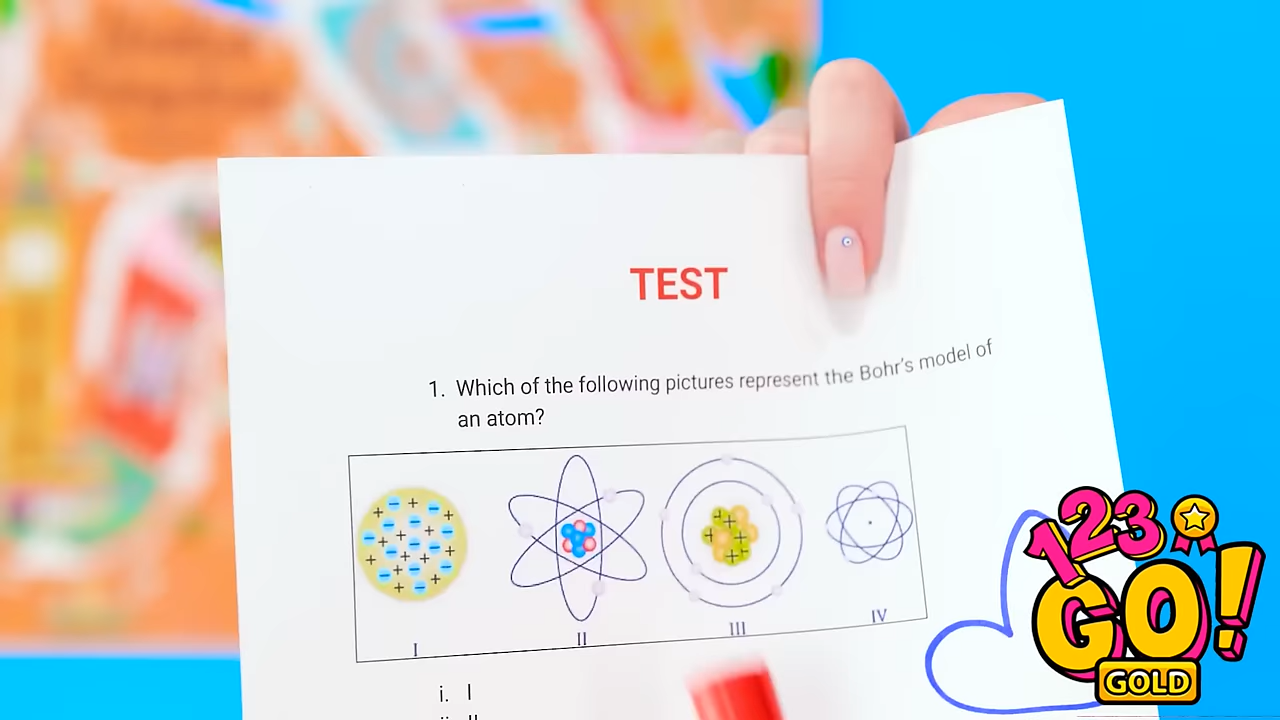 TEST
1. Which of the following pictures represent the Bohr's model of
an atom?
I II III IV
i. I
123
GO!
GOLD